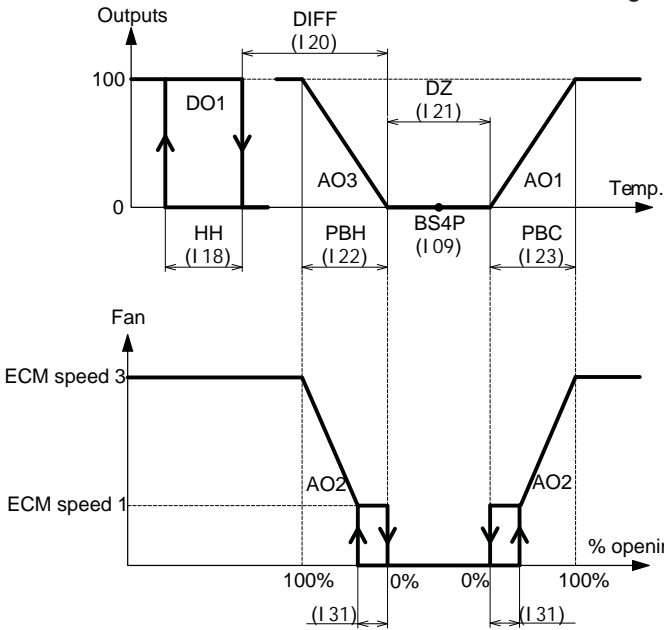 Outputs
DIFF
(I20)
100
DO1
DZ
(I21)
AO3
AO1
Temp.
0
HH
(I18)
PBH
(I22)
BS4P
(I09)
PBC
(I23)
Fan
ECM speed 3
AO2
AO2
ECM speed 1
100%
0%
0%
100%
(I31)
(I31)